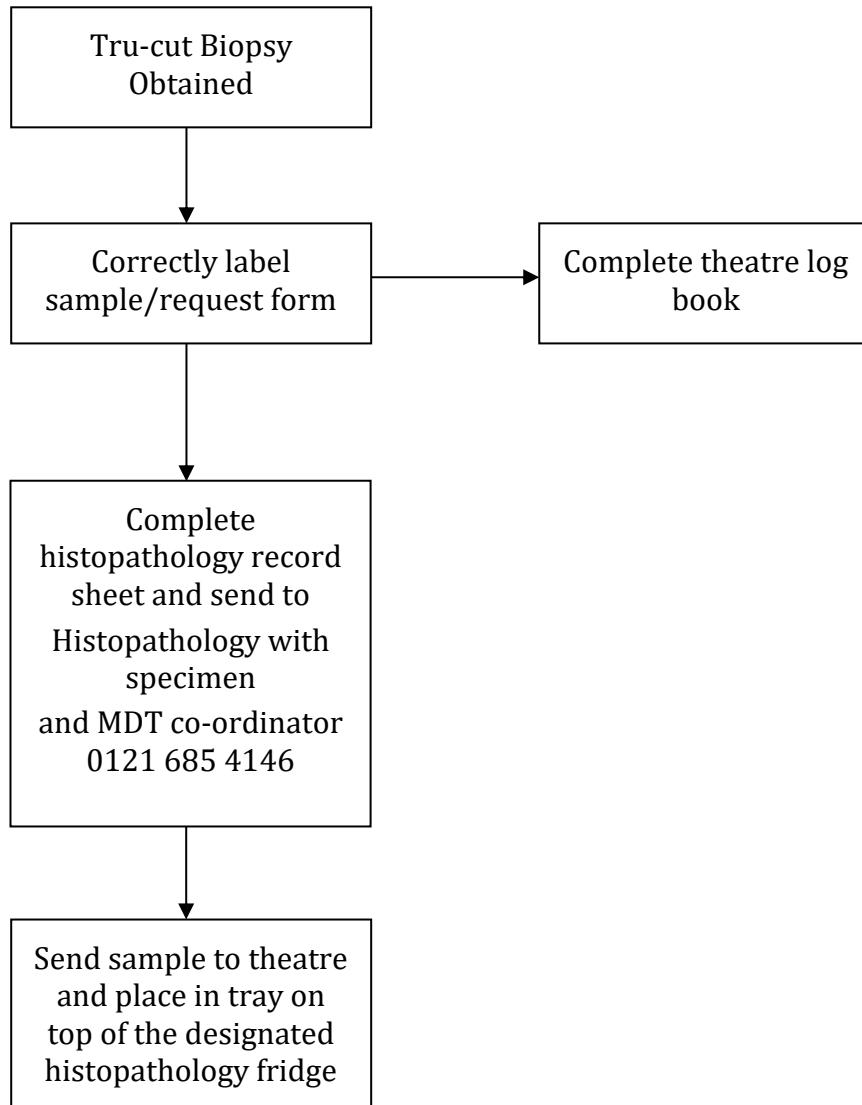 Tru-cut Biopsy
Obtained
Correctly label
sample/request form
Complete theatre log
book
Complete
histopathology record
sheet and send to
Histopathology with
specimen
and MDT co-ordinator
0121 685 4146
Send sample to theatre
and place in tray on
top of the designated
histopathology fridge